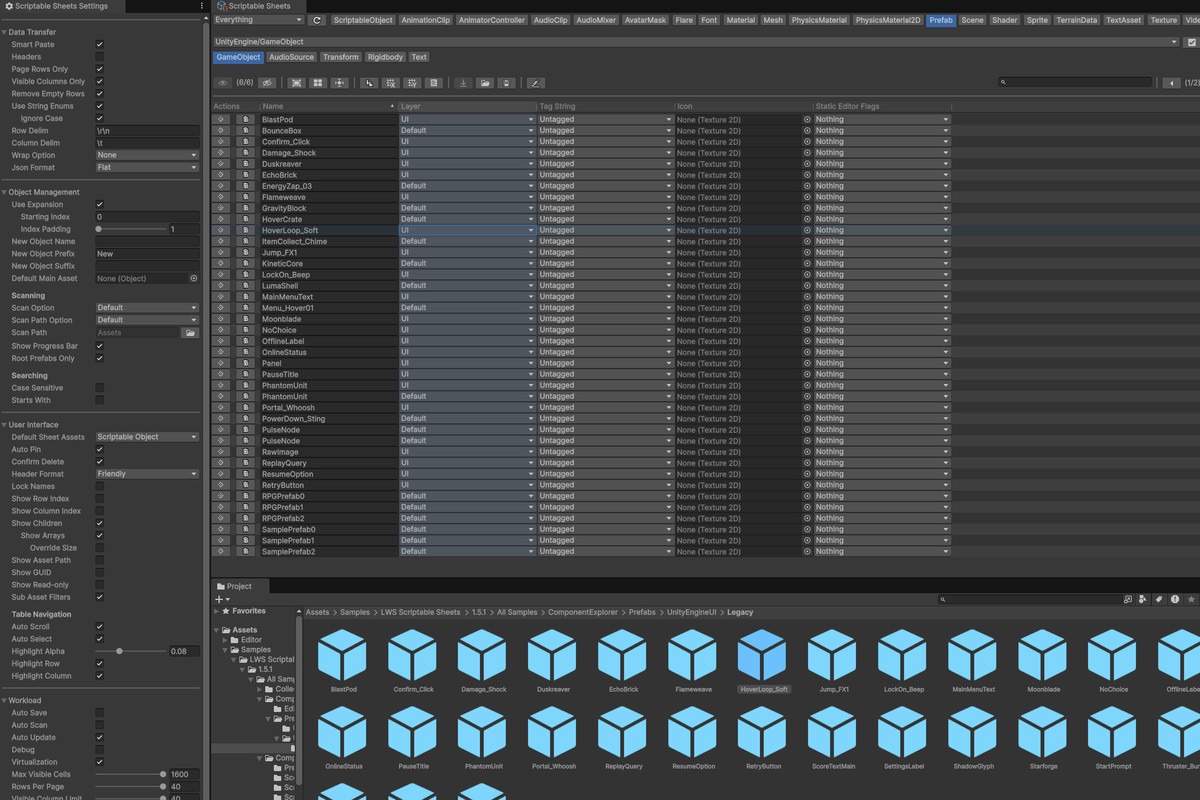 Scriptable Sheets Settings
Data Transfer
Smart Paste
Headers
Page Rows Only
Visible Columns Only
Remove Empty Rows
Use String Enums
Ignore Case
Row Delim \r\n
Column Delim \t
Wrap Option None
Json Format Flat
Object Management
Use Expansion
Starting Index 0
Index Padding 1
New Object Name
New Object Prefix New
New Object Suffix
Default Main Asset None (Object)
Scanning
Scan Option Default
Scan Path Option Default
Scan Path Assets
Show Progress Bar
Root Prefabs Only
Searching
Case Sensitive
Starts With
User Interface
Default Sheet Assets Scriptable Object
Auto Pin
Confirm Delete
Header Format Friendly
Lock Names
Show Row Index
Show Column Index
Show Children
Show Arrays
Override Size
Show Asset Path
Show GUID
Show Read-only
Sub Asset Filters
Table Navigation
Auto Scroll
Auto Select
Highlight Alpha 0.08
Highlight Row
Highlight Column
Workload
Auto Save
Auto Scan
Auto Update
Debug
Virtualization
Max Visible Cells 1600
Rows Per Page 40
Visible Column Limit 40
Scriptable Sheets
Everything ScriptableObject AnimationClip AnimatorController AudioClip AudioMixer AvatarMask Flare Font Material Mesh PhysicsMaterial PhysicsMaterial2D Prefab Scene Shader Sprite TerrainData TextAsset Texture Vide
UnityEngine/GameObject
GameObject AudioSource Transform Rigidbody Text
(6/6) (1/2)
Actions Name Layer Tag String Icon Static Editor Flags
BlastPod UI Untagged None (Texture 2D) Nothing
BounceBox Default Untagged None (Texture 2D) Nothing
Confirm_Click UI Untagged None (Texture 2D) Nothing
Damage_Shock UI Untagged None (Texture 2D) Nothing
Duskreaver UI Untagged None (Texture 2D) Nothing
EchoBrick UI Untagged None (Texture 2D) Nothing
EnergyZap_03 Default Untagged None (Texture 2D) Nothing
Flameweave UI Untagged None (Texture 2D) Nothing
GravityBlock Default Untagged None (Texture 2D) Nothing
HoverCrate Default Untagged None (Texture 2D) Nothing
HoverLoop_Soft UI Untagged None (Texture 2D) Nothing
ItemCollect_Chime Default Untagged None (Texture 2D) Nothing
Jump_FX1 UI Untagged None (Texture 2D) Nothing
KineticCore Default Untagged None (Texture 2D) Nothing
LockOn_Beep UI Untagged None (Texture 2D) Nothing
LumaShell Default Untagged None (Texture 2D) Nothing
MainMenuText UI Untagged None (Texture 2D) Nothing
Menu_Hover01 Default Untagged None (Texture 2D) Nothing
Moonblade UI Untagged None (Texture 2D) Nothing
NoChoice UI Untagged None (Texture 2D) Nothing
OfflineLabel UI Untagged None (Texture 2D) Nothing
OnlineStatus UI Untagged None (Texture 2D) Nothing
Panel UI Untagged None (Texture 2D) Nothing
PauseTitle UI Untagged None (Texture 2D) Nothing
PhantomUnit UI Untagged None (Texture 2D) Nothing
PhantomUnit Default Untagged None (Texture 2D) Nothing
Portal_Whoosh UI Untagged None (Texture 2D) Nothing
PowerDown_Sting Default Untagged None (Texture 2D) Nothing
PulseNode Default Untagged None (Texture 2D) Nothing
PulseNode Default Untagged None (Texture 2D) Nothing
RawImage UI Untagged None (Texture 2D) Nothing
ReplayQuery UI Untagged None (Texture 2D) Nothing
ResumeOption UI Untagged None (Texture 2D) Nothing
RetryButton UI Untagged None (Texture 2D) Nothing
RPGPrefab0 Default Untagged None (Texture 2D) Nothing
RPGPrefab1 Default Untagged None (Texture 2D) Nothing
RPGPrefab2 Default Untagged None (Texture 2D) Nothing
SamplePrefab0 Default Untagged None (Texture 2D) Nothing
SamplePrefab1 Default Untagged None (Texture 2D) Nothing
SamplePrefab2 Default Untagged None (Texture 2D) Nothing
Project
Favorites
Assets
Editor
Samples
LWS Scriptal
1.5.1
All Samp
Colle
Comp
Edi
Pre
Comp
Pre
Sc
Sc
Sc
Assets > Samples > LWS Scriptable Sheets > 1.5.1 > All Samples > ComponentExplorer > Prefabs > UnityEngineUI > Legacy
BlastPod Confirm_Click Damage_Shock Duskreaver EchoBrick Flameweave HoverLoop_Soft Jump_FX1 LockOn_Beep MainMenuText Moonblade NoChoice OfflineLabe
OnlineStatus PauseTitle PhantomUnit Portal_Whoosh ReplayQuery ResumeOption RetryButton ScoreTextMain SettingsLabel ShadowGlyph Starforge StartPrompt Thruster_Bur